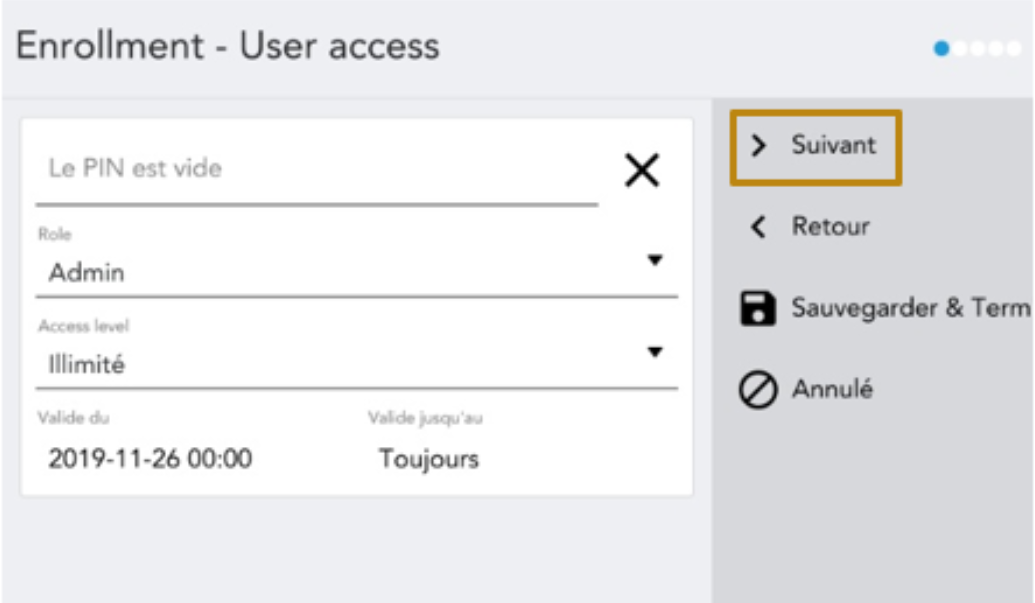 Enrollment - User access
Le PIN est vide
Role
Admin
Access level
Illimité
Valide du
Valide jusqu'au
2019-11-26 00:00
Toujours
Suivant
Retour
Sauvegarder & Term
Annulé